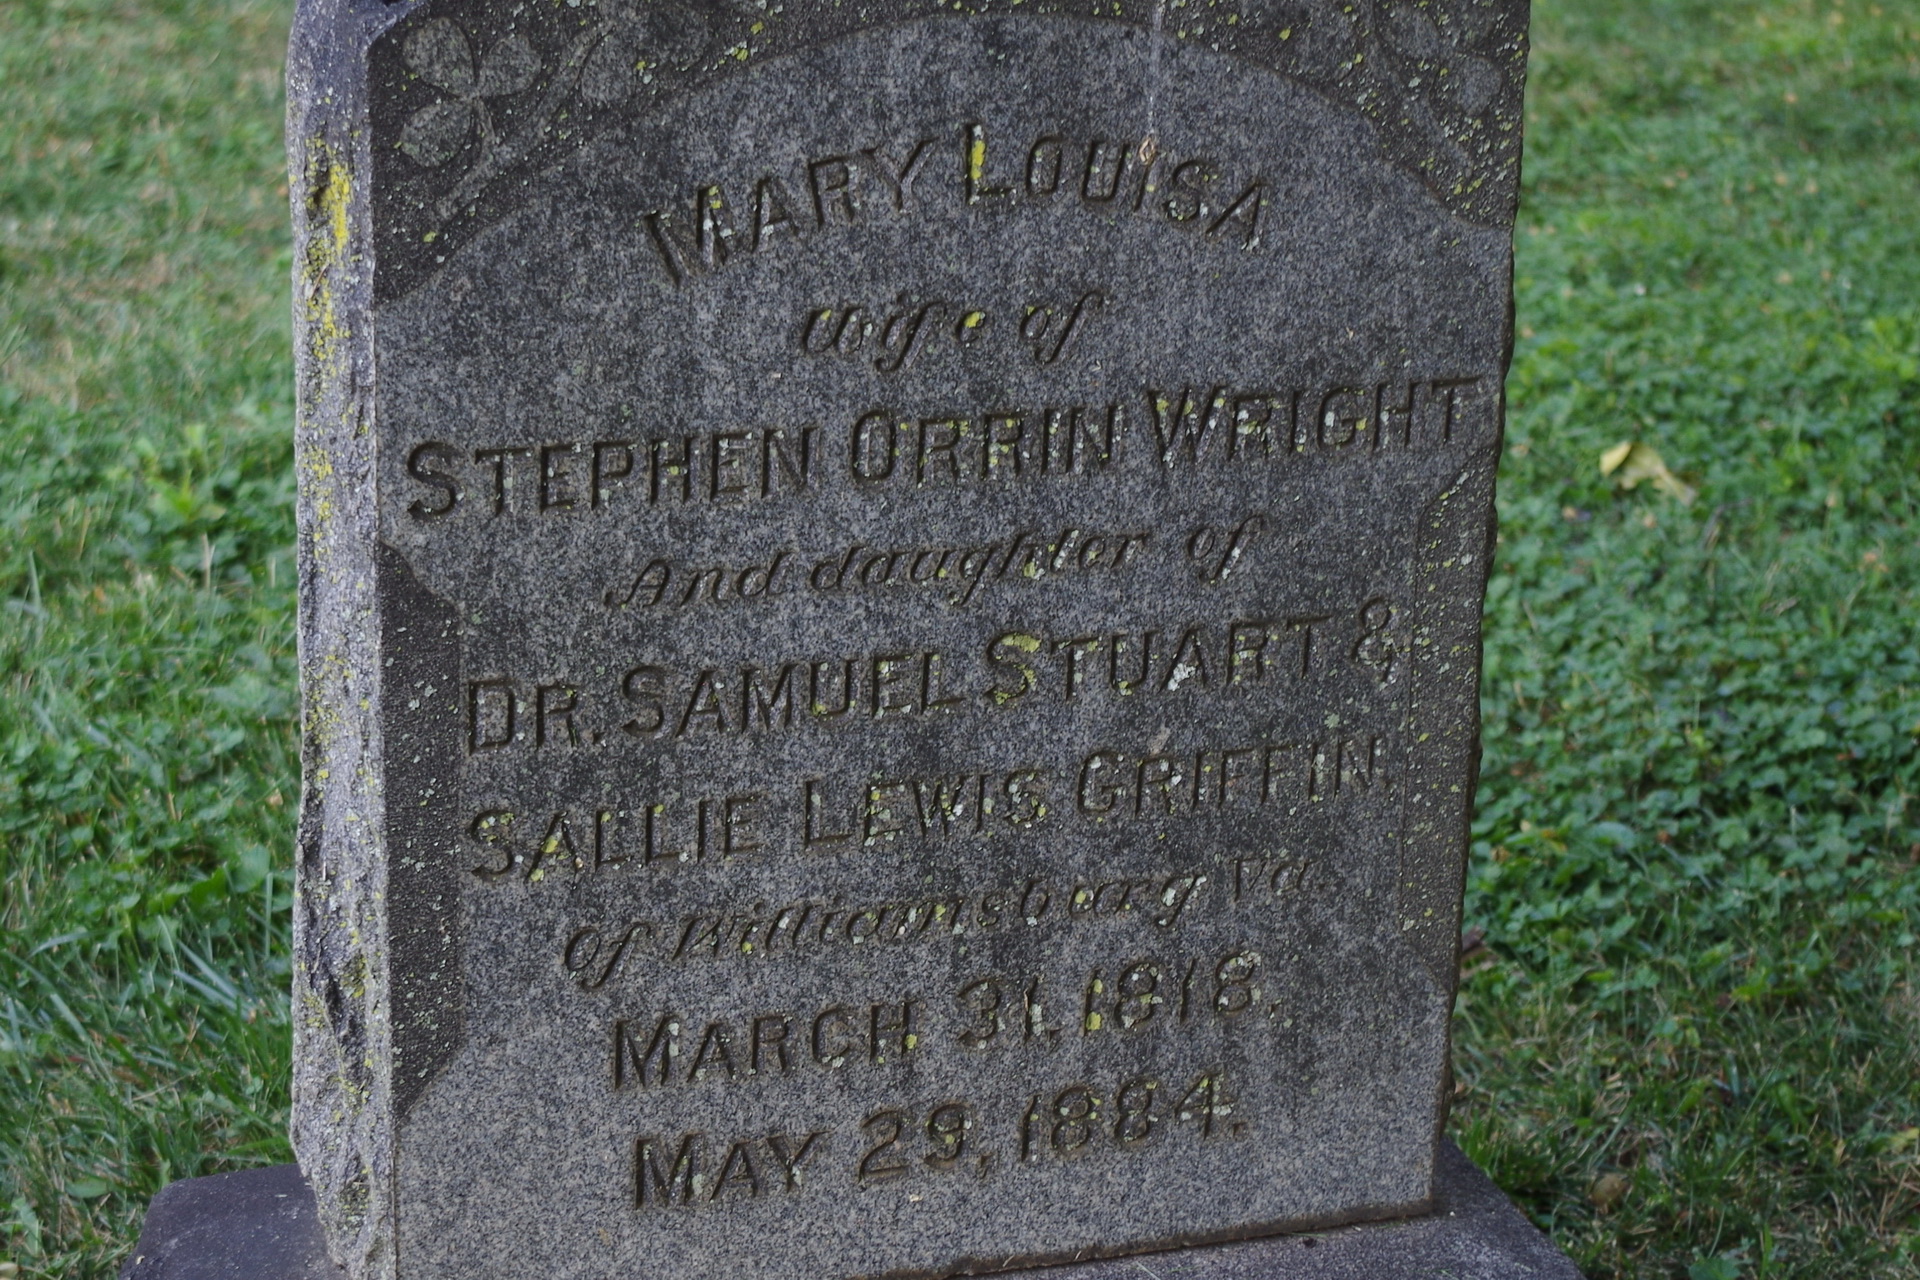 MARY LOUISA
wife of
STEPHEN ORRIN WRIGHT
And daughter of
DR. SAMUEL STUART &
SALLIE LEWIS GRIFFIN,
of Williamsburg Va.
MARCH 31, 1818.
MAY 29, 1884.